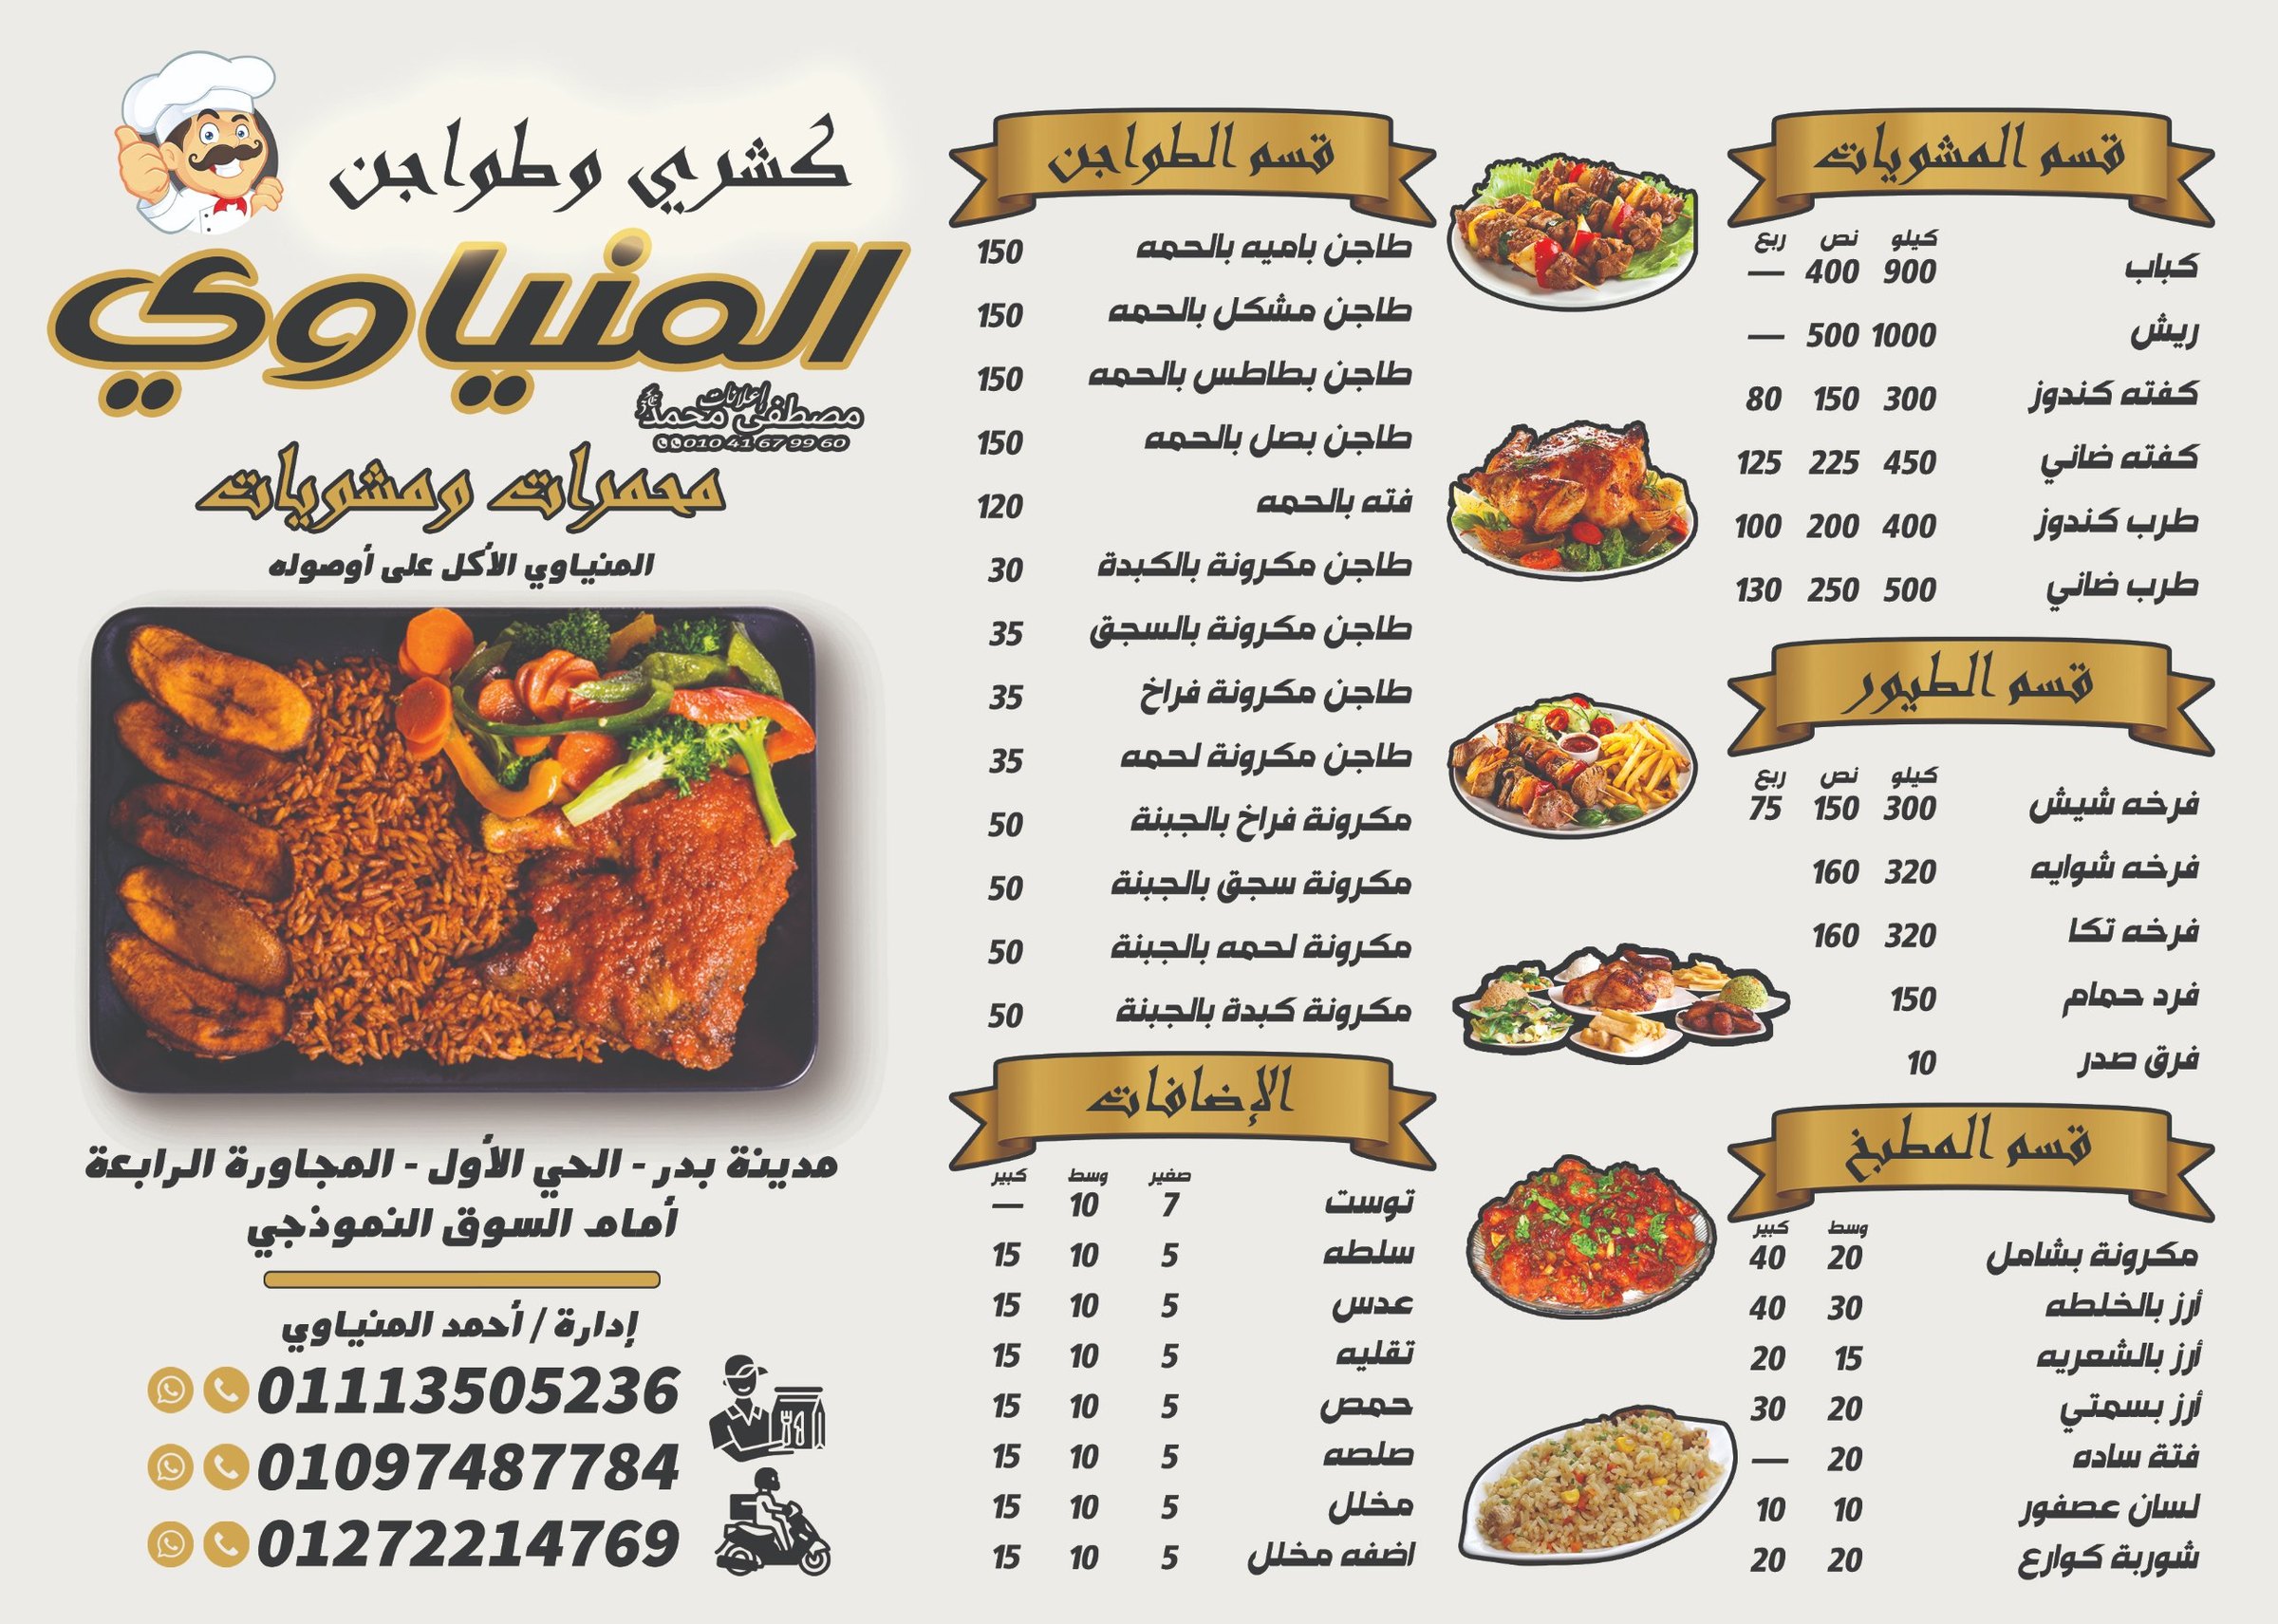 كشري وطواجن
المنياوي
إعلانات
مصطفى محمد
010 41 67 99 60
محمرات ومشويات
المنياوي الأكل على أوصوله
مدينة بدر - الحي الأول - المجاورة الرابعة
أمام السوق النموذجي
إدارة / أحمد المنياوي
01113505236
01097487784
01272214769
قسم المشويات
كيلو نص ربع
كباب 900 400 —
ريش 1000 500 —
كفته كندوز 300 150 80
كفته ضاني 450 225 125
طرب كندوز 400 200 100
طرب ضاني 500 250 130
قسم الطيور
كيلو نص ربع
فرخه شيش 300 150 75
فرخه شوايه 320 160
فرخه تكا 320 160
فرد حمام 150
فرق صدر 10
قسم المطبخ
وسط كبير
مكرونة بشامل 20 40
أرز بالخلطه 30 40
أرز بالشعريه 15 20
أرز بسمتي 20 30
فتة ساده 20 —
لسان عصفور 10 10
شوربة كوارع 20 20
قسم الطواجن
طاجن باميه بالحمه 150
طاجن مشكل بالحمه 150
طاجن بطاطس بالحمه 150
طاجن بصل بالحمه 150
فته بالحمه 120
طاجن مكرونة بالكبدة 30
طاجن مكرونة بالسجق 35
طاجن مكرونة فراخ 35
طاجن مكرونة لحمه 35
مكرونة فراخ بالجبنة 50
مكرونة سجق بالجبنة 50
مكرونة لحمه بالجبنة 50
مكرونة كبدة بالجبنة 50
الإضافات
صغير وسط كبير
توست 7 10 —
سلطه 5 10 15
عدس 5 10 15
تقليه 5 10 15
حمص 5 10 15
صلصه 5 10 15
مخلل 5 10 15
اضفه مخلل 5 10 15